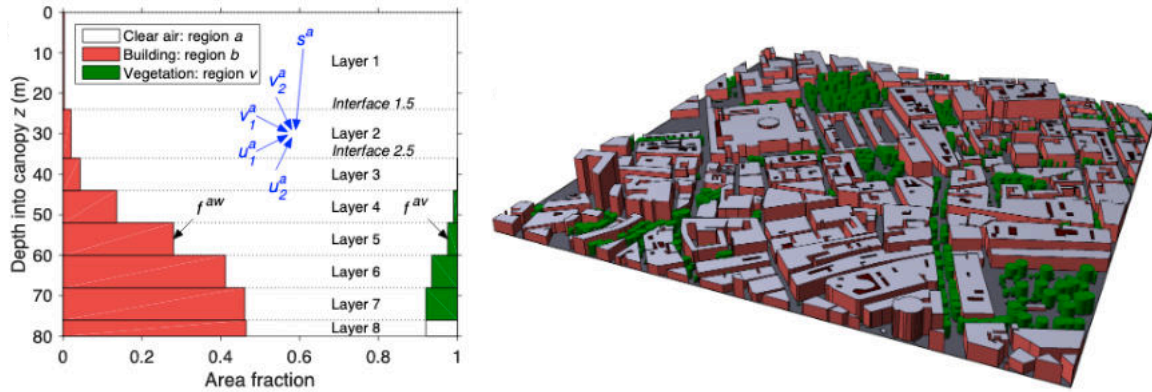 0
10
20
30
40
50
60
70
80
Depth into canopy z (m)
Clear air: region a
Building: region b
Vegetation: region v
s^a
v_2^a
v_1^a
u_1^a
u_2^a
Layer 1
Interface 1.5
Layer 2
Interface 2.5
Layer 3
Layer 4
f^{aw}
f^{av}
Layer 5
Layer 6
Layer 7
Layer 8
0 0.2 0.4 0.6 0.8 1
Area fraction